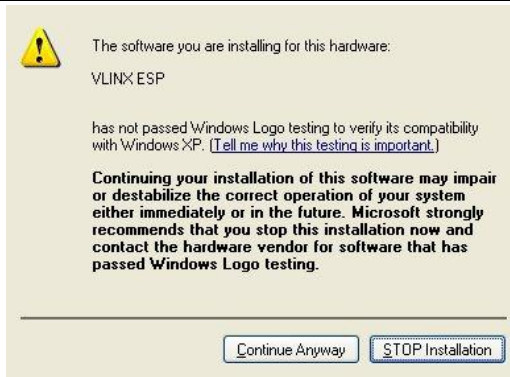 The software you are installing for this hardware:
VLINX ESP
has not passed Windows Logo testing to verify its compatibility
with Windows XP. (Tell me why this testing is important.)
Continuing your installation of this software may impair
or destabilize the correct operation of your system
either immediately or in the future. Microsoft strongly
recommends that you stop this installation now and
contact the hardware vendor for software that has
passed Windows Logo testing.
Continue Anyway STOP Installation